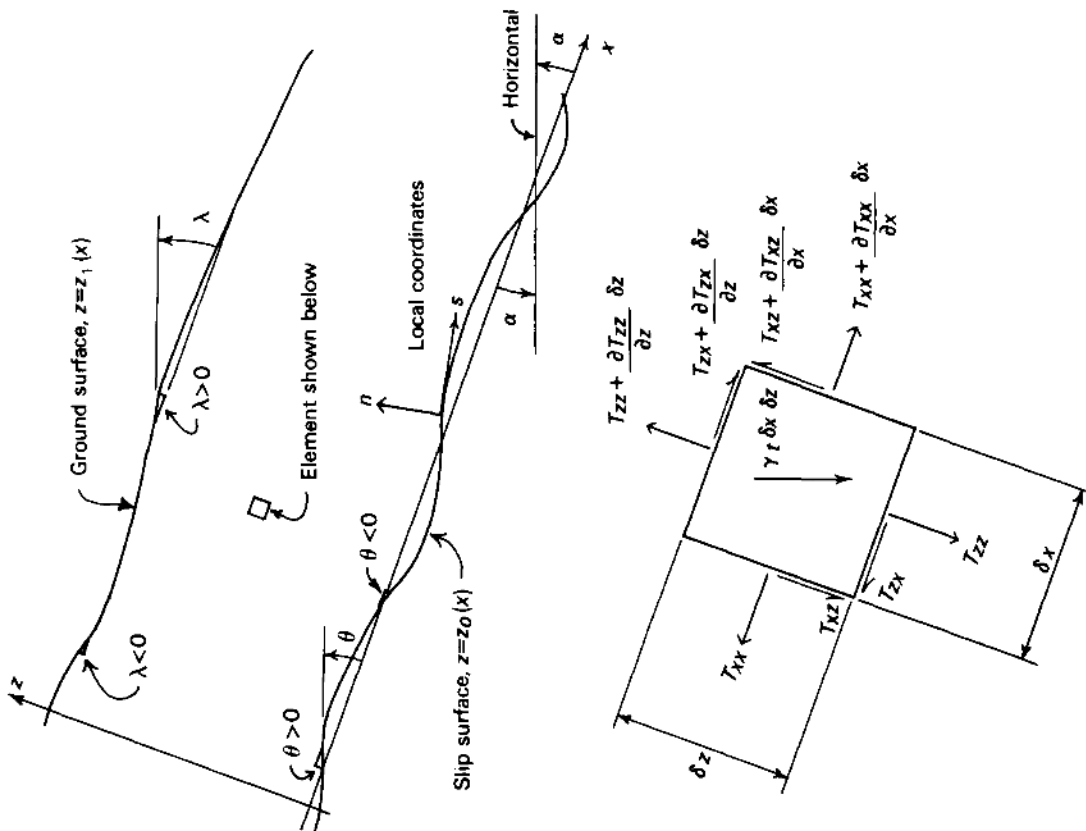 z
λ<0
Ground surface, z=z₁(x)
λ>0
λ
Element shown below
θ>0
θ
θ<0
n
Local coordinates
s
Slip surface, z=z₀(x)
α
Horizontal
α
x
T_zz + ∂T_zz/∂z δz
T_zx + ∂T_zx/∂z δz
T_xz + ∂T_xz/∂x δx
T_xx + ∂T_xx/∂x δx
γ_t δx δz
T_xx
T_xz
T_zx
T_zz
δz
δx